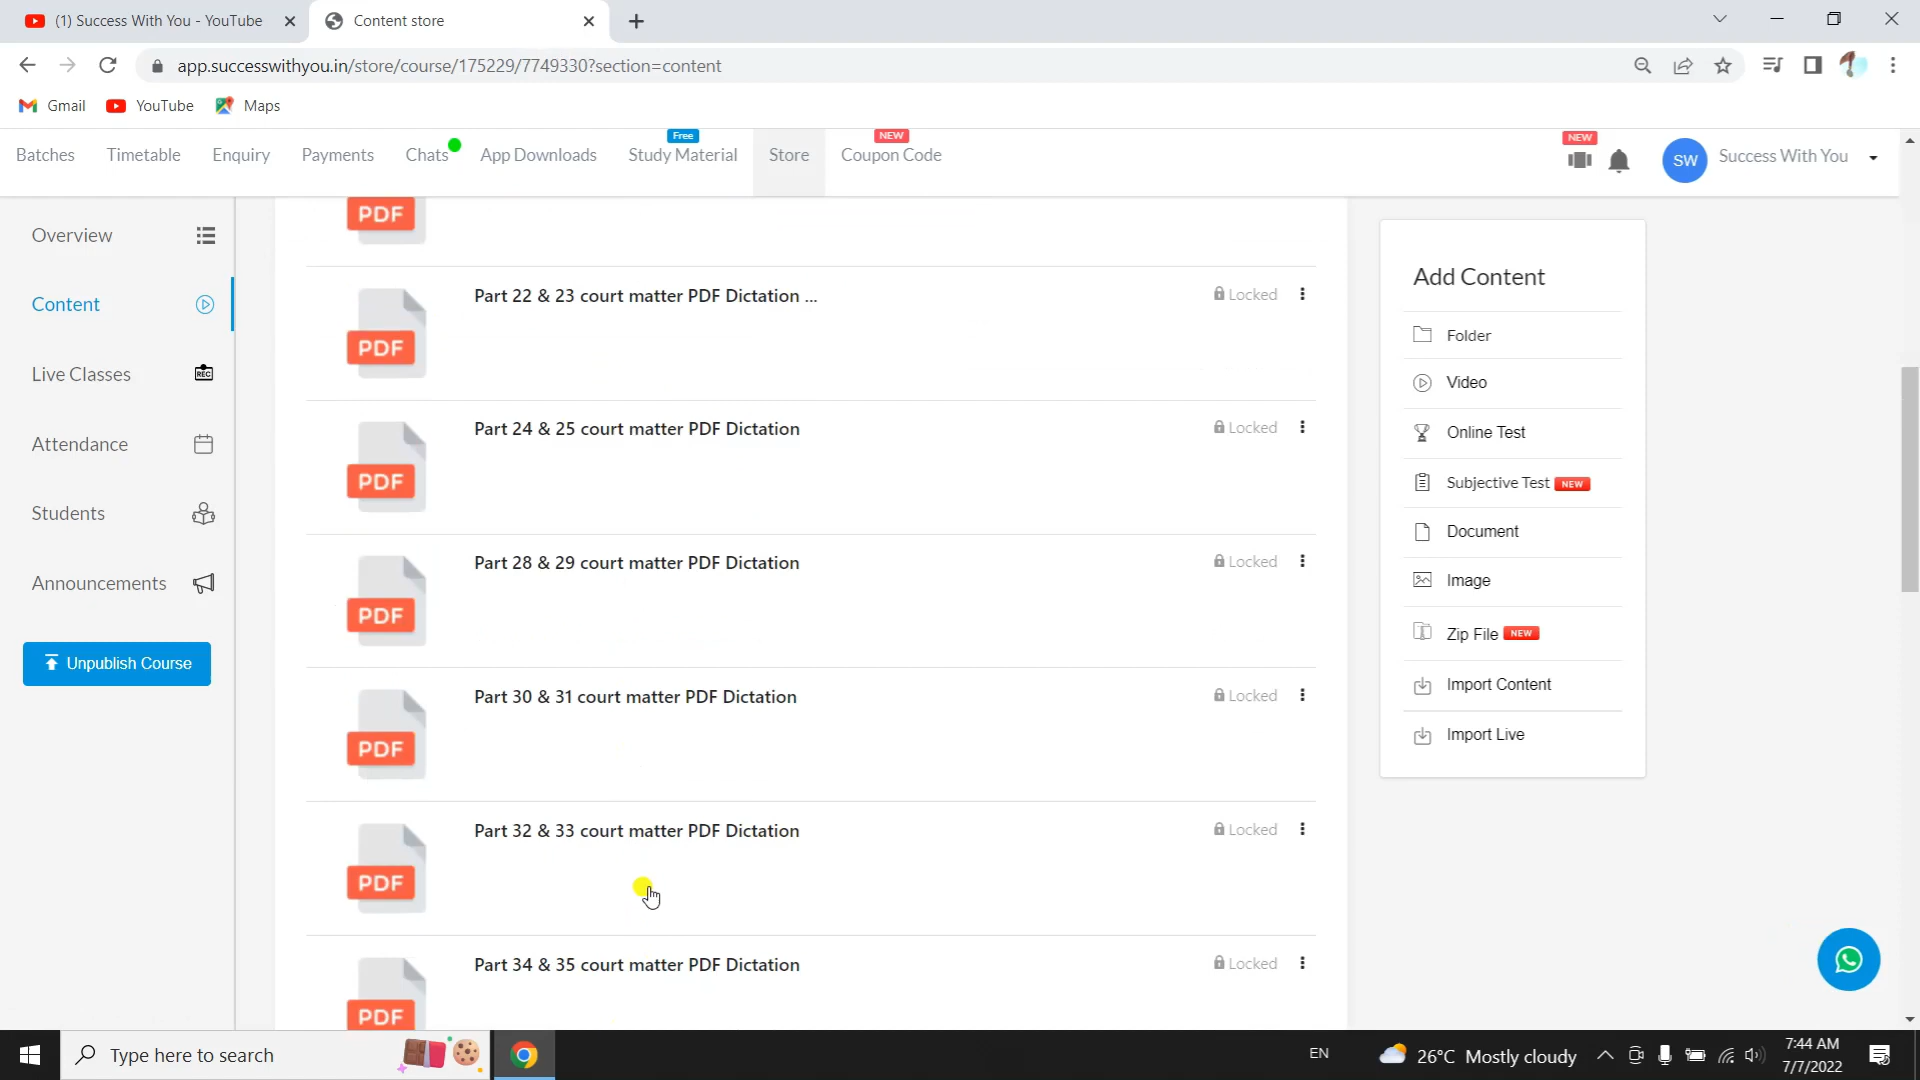 (1) Success With You - YouTube
Content store
app.successwithyou.in/store/course/175229/7749330?section=content
Gmail
YouTube
Maps
Free
NEW
NEW
Batches
Timetable
Enquiry
Payments
Chats
App Downloads
Study Material
Store
Coupon Code
SW
Success With You
Overview
Content
Live Classes
REC
Attendance
Students
Announcements
Unpublish Course
PDF
Part 22 & 23 court matter PDF Dictation ...
Locked
PDF
Part 24 & 25 court matter PDF Dictation
Locked
PDF
Part 28 & 29 court matter PDF Dictation
Locked
PDF
Part 30 & 31 court matter PDF Dictation
Locked
PDF
Part 32 & 33 court matter PDF Dictation
Locked
PDF
Part 34 & 35 court matter PDF Dictation
Locked
PDF
Add Content
Folder
Video
Online Test
Subjective Test NEW
Document
Image
Zip File NEW
Import Content
Import Live
Type here to search
EN
26°C Mostly cloudy
7:44 AM
7/7/2022